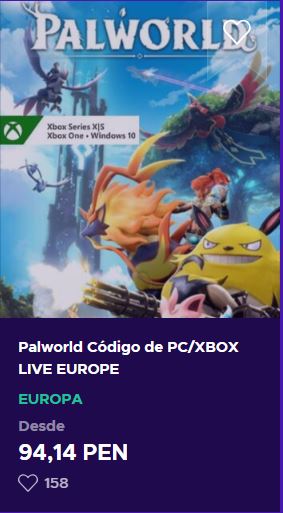 PALWORLD
Xbox Series X|S
Xbox One • Windows 10
Palworld Código de PC/XBOX
LIVE EUROPE
EUROPA
Desde
94,14 PEN
158